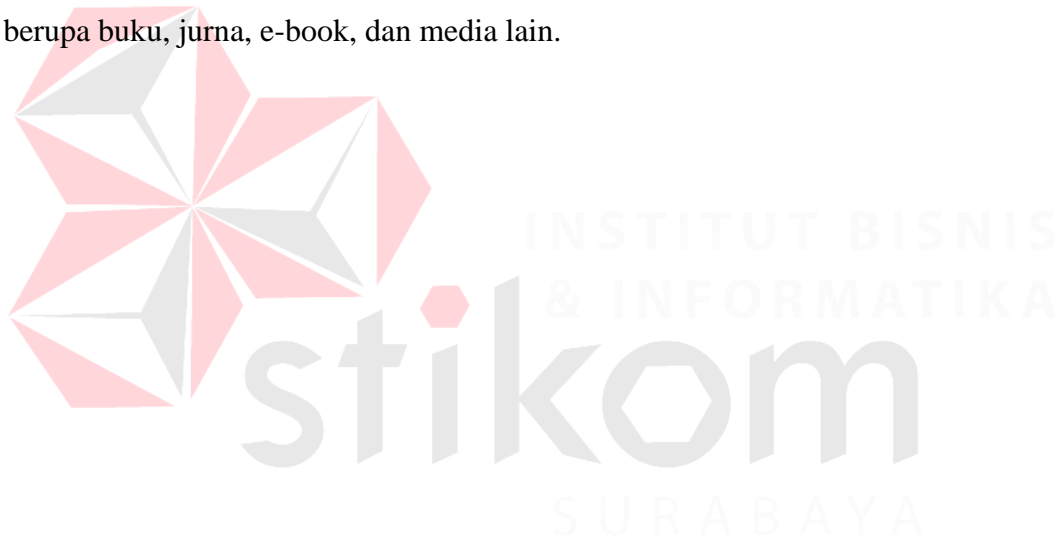 berupa buku, jurna, e-book, dan media lain.
INSTITUT BISNIS
& INFORMATIKA
stikom
SURABAYA